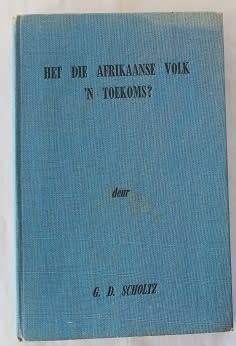 HET DIE AFRIKAANSE VOLK
'N TOEKOMS?
deur
G. D. SCHOLTZ